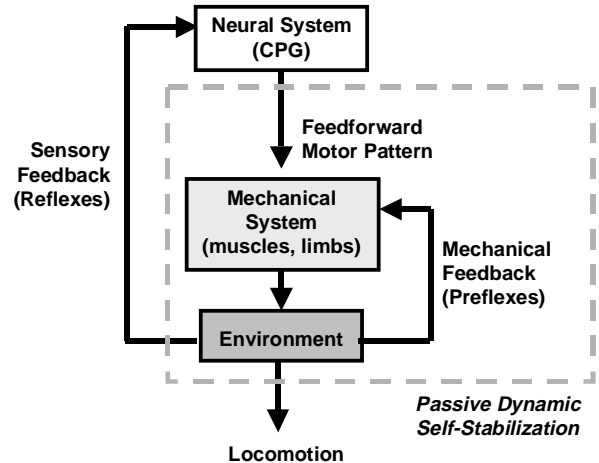 Neural System
(CPG)
Feedforward
Motor Pattern
Sensory
Feedback
(Reflexes)
Mechanical
System
(muscles, limbs)
Mechanical
Feedback
(Preflexes)
Environment
Passive Dynamic
Self-Stabilization
Locomotion